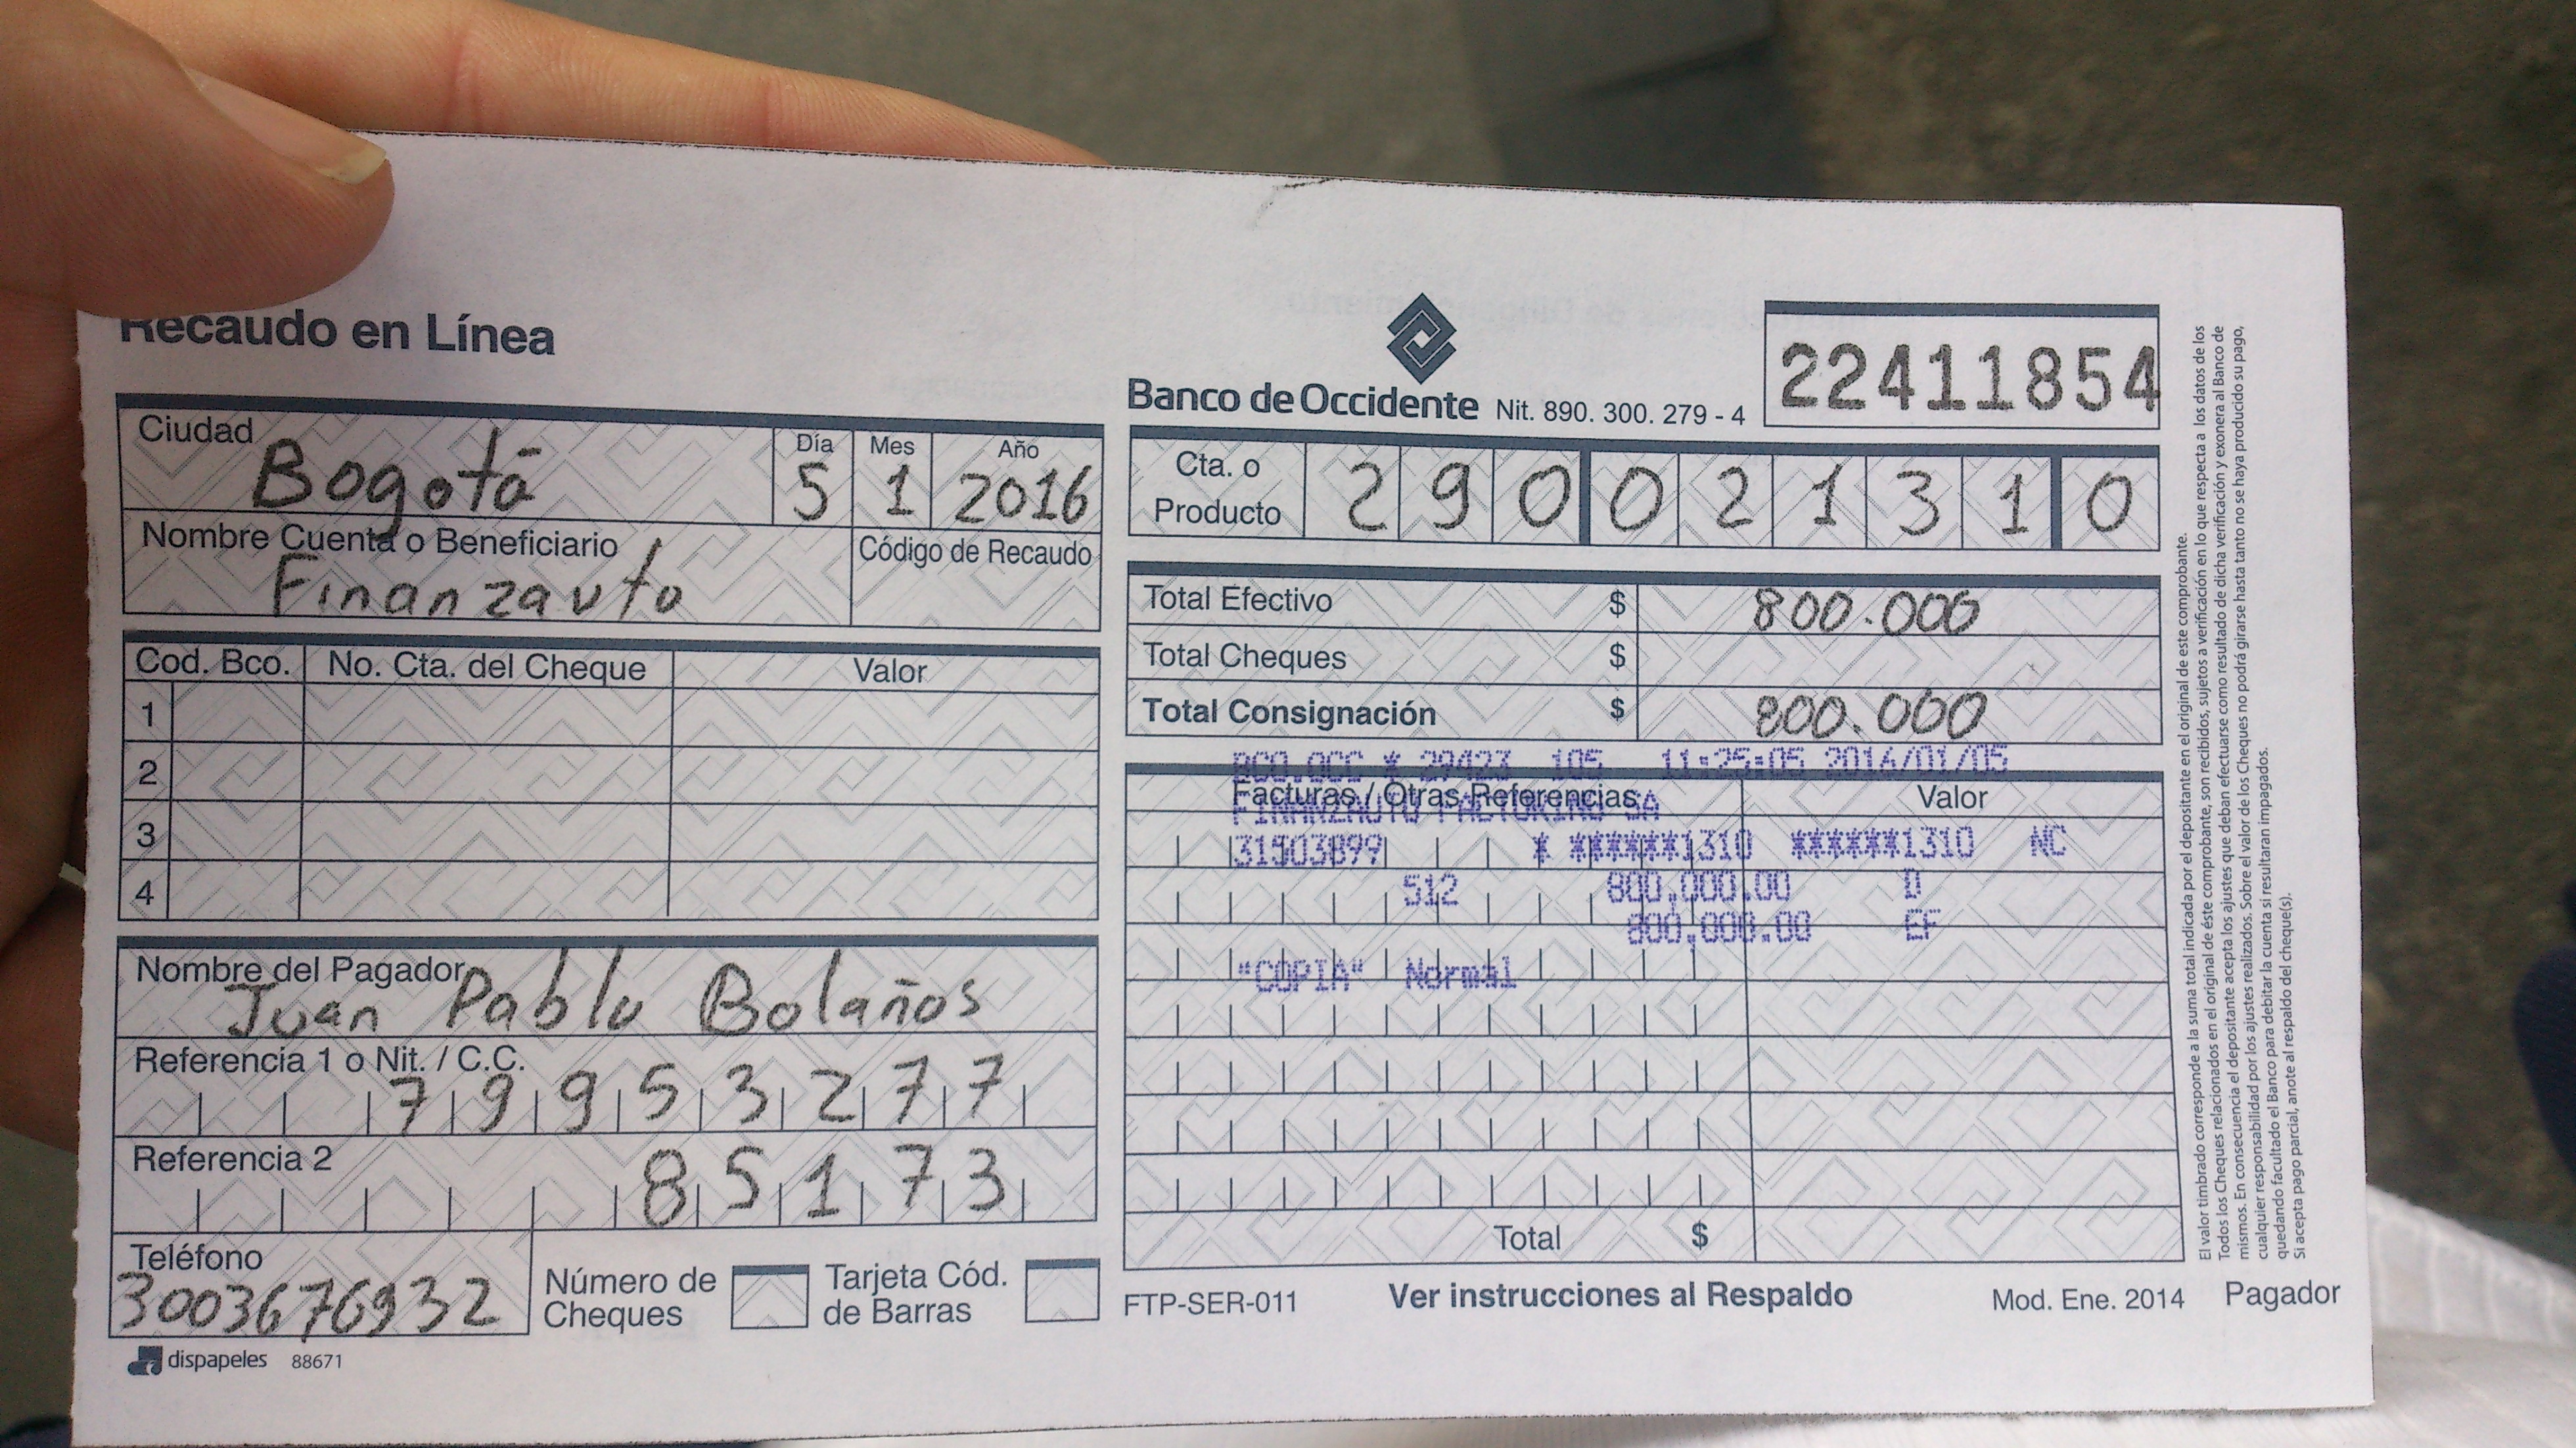 Recaudo en Línea
Ciudad Bogotá
Día 5 Mes 1 Año 2016
Nombre Cuenta o Beneficiario Finanzauto
Código de Recaudo
Cod. Bco. No. Cta. del Cheque Valor
1
2
3
4
Nombre del Pagador Juan Pablo Bolaños
Referencia 1 o Nit. / C.C. 79953277
Referencia 2 85173
Teléfono 3003676932
Número de Cheques
Tarjeta Cód. de Barras
dispapeles 88671
Banco de Occidente Nit. 890. 300. 279 - 4
22411854
Cta. o Producto 290021310
Total Efectivo $ 800.000
Total Cheques $
Total Consignación $ 800.000
BCO.OCC * 29423 105 11:25:05 2016/01/05
Facturas / Otras Referencias Valor
FINANZAUTO FACTORING SA
31503899 * ******1310 ******1310 NC
512 800,000.00 D
800,000.00 EF
"COPIA" Normal
Total $
FTP-SER-011 Ver instrucciones al Respaldo Mod. Ene. 2014 Pagador
El valor timbrado corresponde a la suma total indicada por el depositante en el original de este comprobante.
Todos los Cheques relacionados en el original de éste comprobante, son recibidos, sujetos a verificación en lo que respecta a los datos de los
mismos. En consecuencia el depositante acepta los ajustes que deban efectuarse como resultado de dicha verificación y exonera al Banco de
cualquier responsabilidad por los ajustes realizados. Sobre el valor de los Cheques no podrá girarse hasta tanto no se haya producido su pago,
quedando facultado el Banco para debitar la cuenta si resultaran impagados.
Si acepta pago parcial, anote al respaldo del cheque(s).